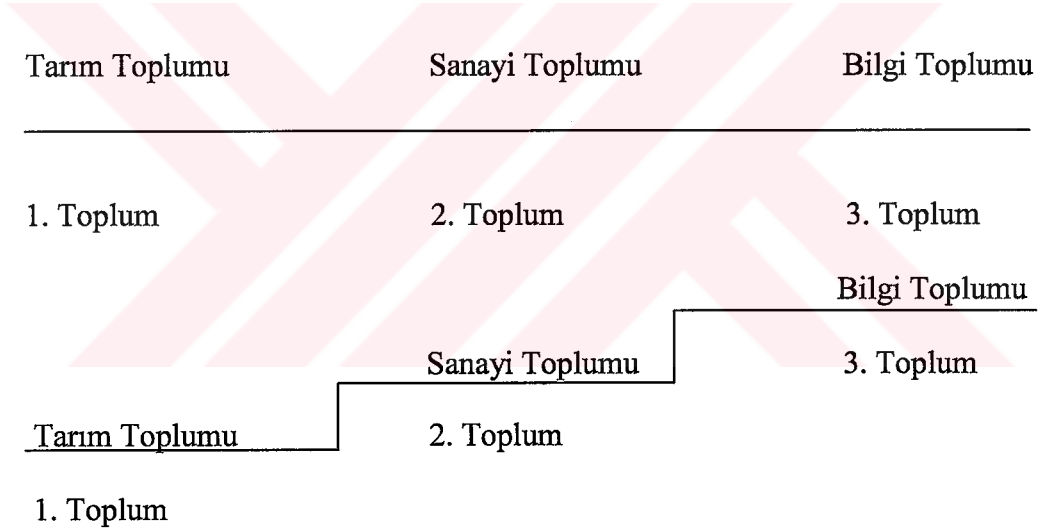 Tarım Toplumu Sanayi Toplumu Bilgi Toplumu
1. Toplum 2. Toplum 3. Toplum
Bilgi Toplumu
Sanayi Toplumu 3. Toplum
Tarım Toplumu 2. Toplum
1. Toplum